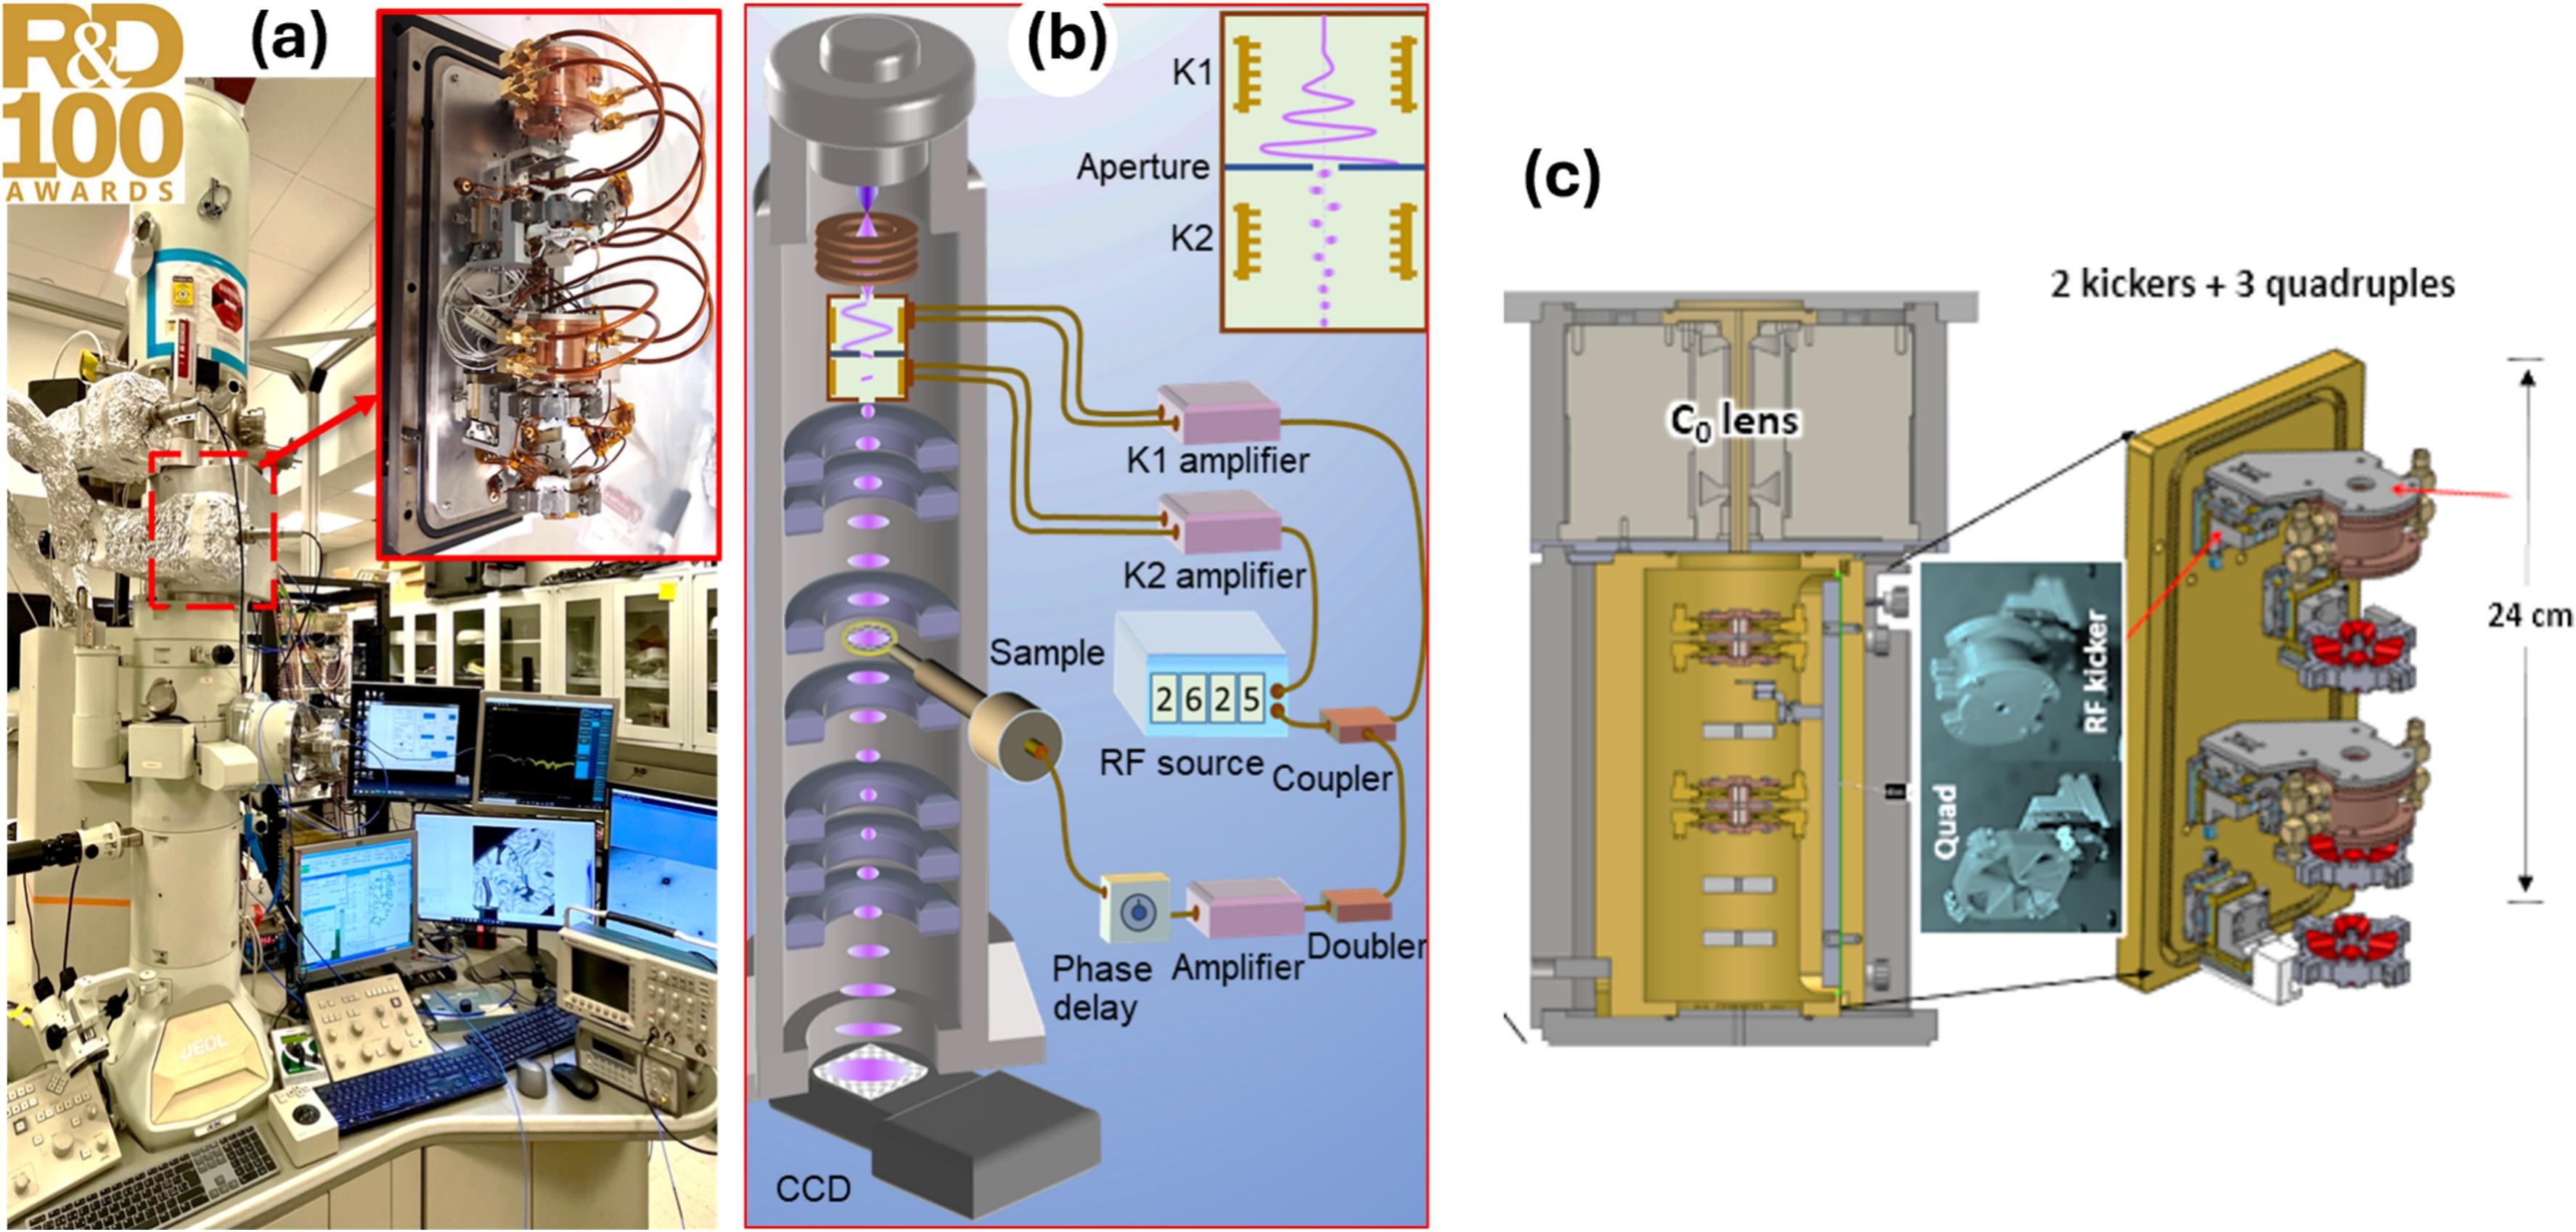 R&D
100
AWARDS
(a)
JEOL
(b)
K1
Aperture
K2
K1 amplifier
K2 amplifier
Sample
2625
RF source
Coupler
Phase
delay
Amplifier
Doubler
CCD
(c)
2 kickers + 3 quadruples
C0 lens
RF kicker
Quad
24 cm